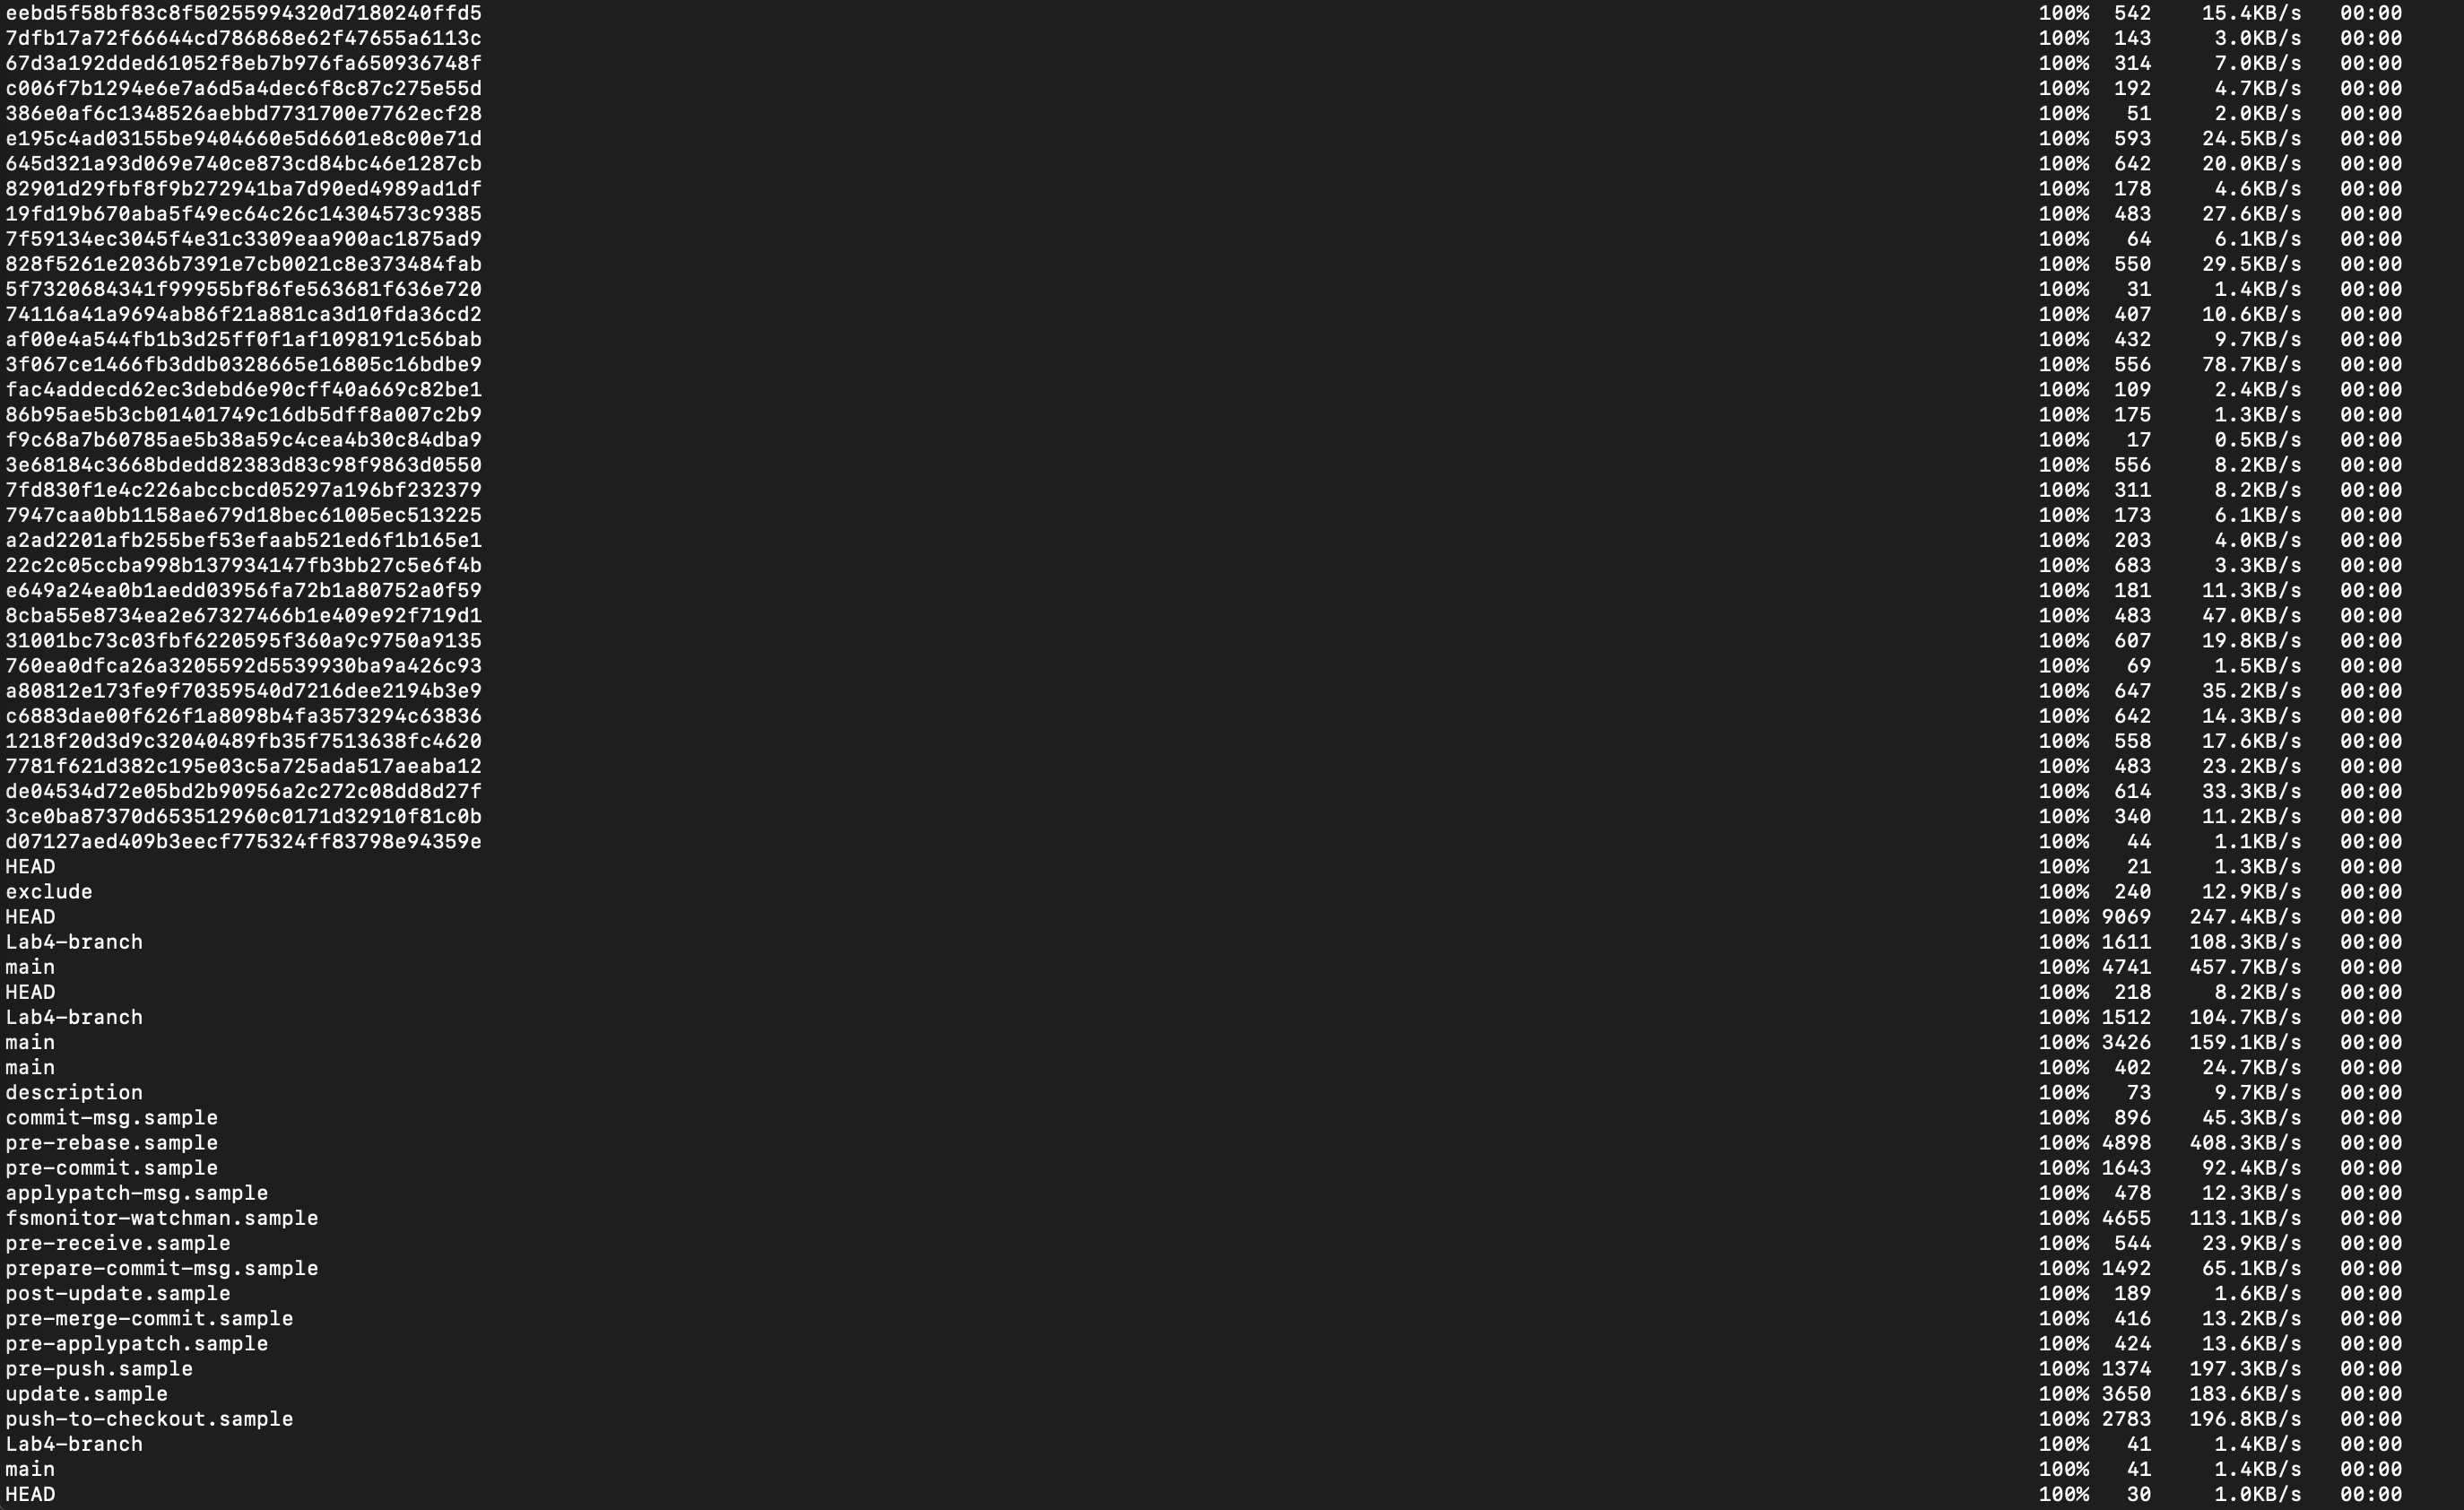 eebd5f58bf83c8f50255994320d7180240ffd5 100% 542 15.4KB/s 00:00
7dfb17a72f66644cd786868e62f47655a6113c 100% 143 3.0KB/s 00:00
67d3a192dded61052f8eb7b976fa650936748f 100% 314 7.0KB/s 00:00
c006f7b1294e6e7a6d5a4dec6f8c87c275e55d 100% 192 4.7KB/s 00:00
386e0af6c1348526aebbd7731700e7762ecf28 100% 51 2.0KB/s 00:00
e195c4ad03155be9404660e5d6601e8c00e71d 100% 593 24.5KB/s 00:00
645d321a93d069e740ce873cd84bc46e1287cb 100% 642 20.0KB/s 00:00
82901d29fbf8f9b272941ba7d90ed4989ad1df 100% 178 4.6KB/s 00:00
19fd19b670aba5f49ec64c26c14304573c9385 100% 483 27.6KB/s 00:00
7f59134ec3045f4e31c3309eaa900ac1875ad9 100% 64 6.1KB/s 00:00
828f5261e2036b7391e7cb0021c8e373484fab 100% 550 29.5KB/s 00:00
5f7320684341f99955bf86fe563681f636e720 100% 31 1.4KB/s 00:00
74116a41a9694ab86f21a881ca3d10fda36cd2 100% 407 10.6KB/s 00:00
af00e4a544fb1b3d25ff0f1af1098191c56bab 100% 432 9.7KB/s 00:00
3f067ce1466fb3ddb0328665e16805c16bdbe9 100% 556 78.7KB/s 00:00
fac4addecd62ec3debd6e90cff40a669c82be1 100% 109 2.4KB/s 00:00
86b95ae5b3cb01401749c16db5dff8a007c2b9 100% 175 1.3KB/s 00:00
f9c68a7b60785ae5b38a59c4cea4b30c84dba9 100% 17 0.5KB/s 00:00
3e68184c3668bdedd82383d83c98f9863d0550 100% 556 8.2KB/s 00:00
7fd830f1e4c226abccbcd05297a196bf232379 100% 311 8.2KB/s 00:00
7947caa0bb1158ae679d18bec61005ec513225 100% 173 6.1KB/s 00:00
a2ad2201afb255bef53efaab521ed6f1b165e1 100% 203 4.0KB/s 00:00
22c2c05ccba998b137934147fb3bb27c5e6f4b 100% 683 3.3KB/s 00:00
e649a24ea0b1aedd03956fa72b1a80752a0f59 100% 181 11.3KB/s 00:00
8cba55e8734ea2e67327466b1e409e92f719d1 100% 483 47.0KB/s 00:00
31001bc73c03fbf6220595f360a9c9750a9135 100% 607 19.8KB/s 00:00
760ea0dfca26a3205592d5539930ba9a426c93 100% 69 1.5KB/s 00:00
a80812e173fe9f70359540d7216dee2194b3e9 100% 647 35.2KB/s 00:00
c6883dae00f626f1a8098b4fa3573294c63836 100% 642 14.3KB/s 00:00
1218f20d3d9c32040489fb35f7513638fc4620 100% 558 17.6KB/s 00:00
7781f621d382c195e03c5a725ada517aeaba12 100% 483 23.2KB/s 00:00
de04534d72e05bd2b90956a2c272c08dd8d27f 100% 614 33.3KB/s 00:00
3ce0ba87370d653512960c0171d32910f81c0b 100% 340 11.2KB/s 00:00
d07127aed409b3eecf775324ff83798e94359e 100% 44 1.1KB/s 00:00
HEAD 100% 21 1.3KB/s 00:00
exclude 100% 240 12.9KB/s 00:00
HEAD 100% 9069 247.4KB/s 00:00
Lab4-branch 100% 1611 108.3KB/s 00:00
main 100% 4741 457.7KB/s 00:00
HEAD 100% 218 8.2KB/s 00:00
Lab4-branch 100% 1512 104.7KB/s 00:00
main 100% 3426 159.1KB/s 00:00
main 100% 402 24.7KB/s 00:00
description 100% 73 9.7KB/s 00:00
commit-msg.sample 100% 896 45.3KB/s 00:00
pre-rebase.sample 100% 4898 408.3KB/s 00:00
pre-commit.sample 100% 1643 92.4KB/s 00:00
applypatch-msg.sample 100% 478 12.3KB/s 00:00
fsmonitor-watchman.sample 100% 4655 113.1KB/s 00:00
pre-receive.sample 100% 544 23.9KB/s 00:00
prepare-commit-msg.sample 100% 1492 65.1KB/s 00:00
post-update.sample 100% 189 1.6KB/s 00:00
pre-merge-commit.sample 100% 416 13.2KB/s 00:00
pre-applypatch.sample 100% 424 13.6KB/s 00:00
pre-push.sample 100% 1374 197.3KB/s 00:00
update.sample 100% 3650 183.6KB/s 00:00
push-to-checkout.sample 100% 2783 196.8KB/s 00:00
Lab4-branch 100% 41 1.4KB/s 00:00
main 100% 41 1.4KB/s 00:00
HEAD 100% 30 1.0KB/s 00:00